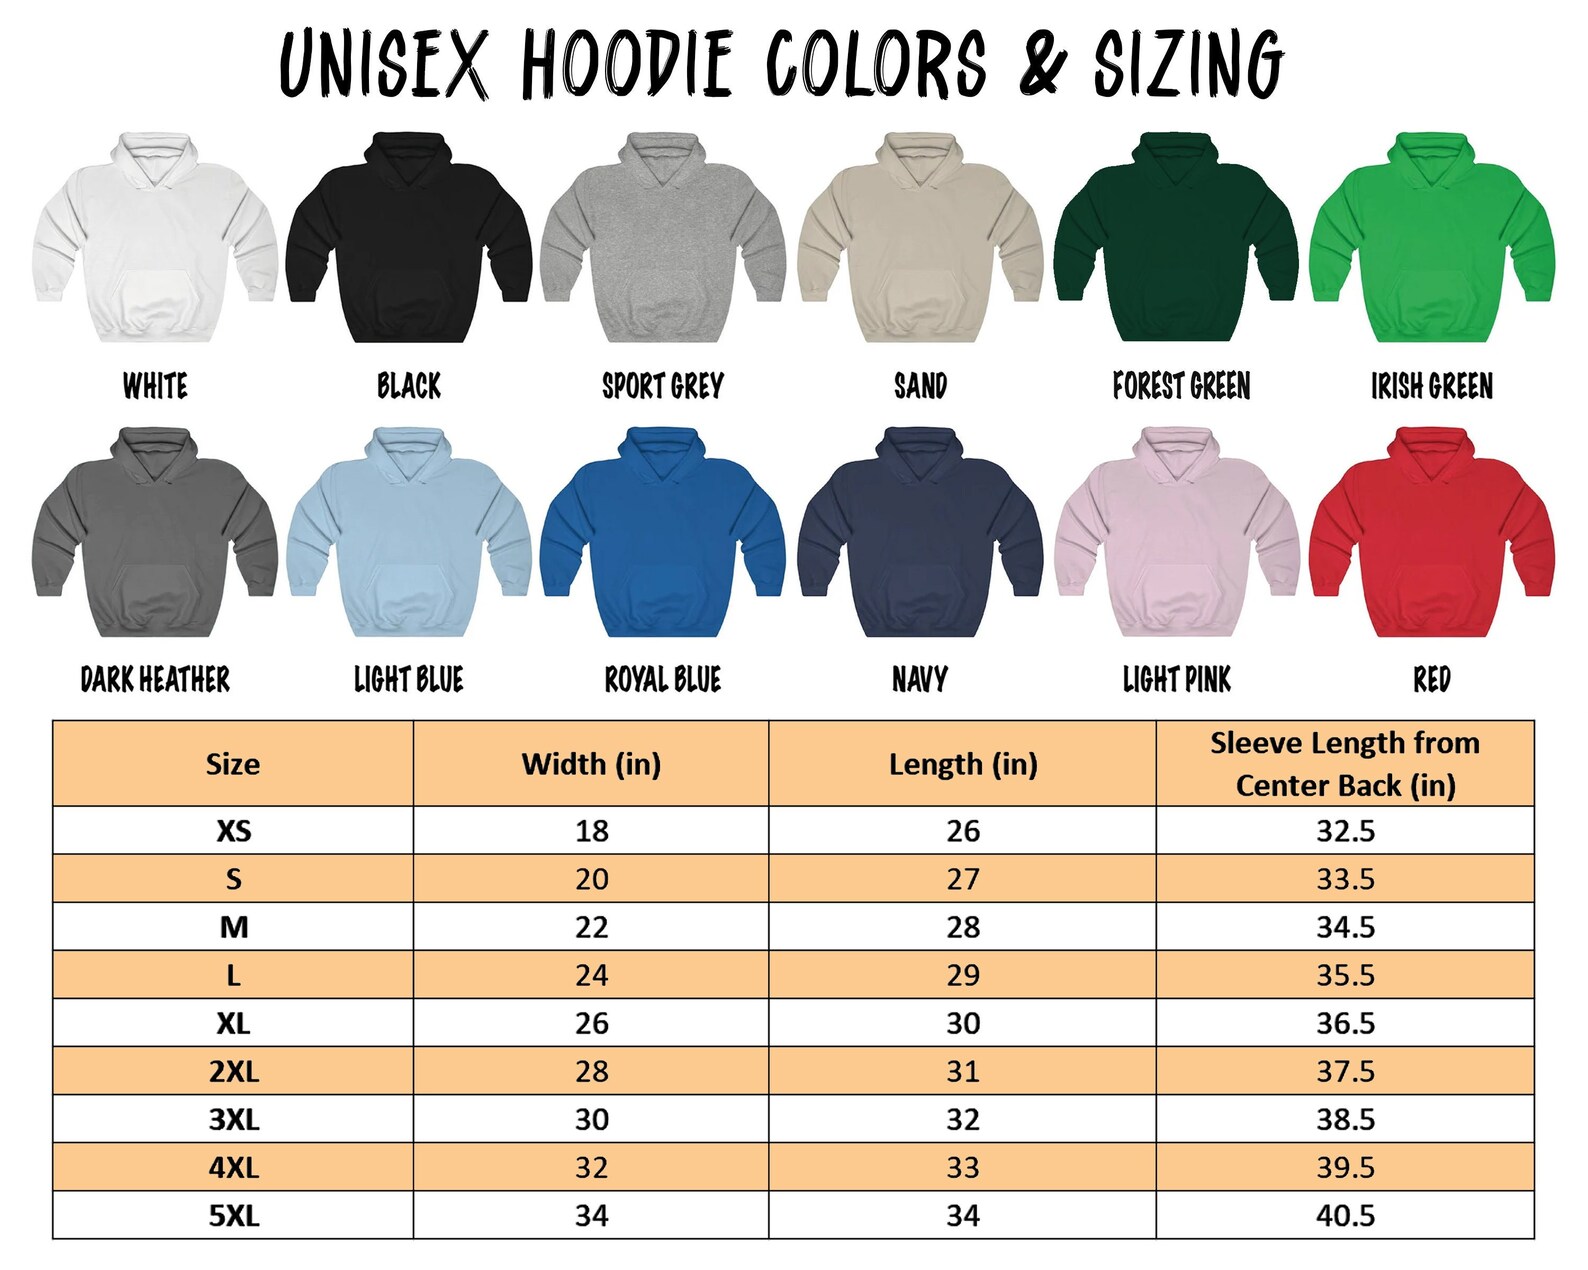 UNISEX HOODIE COLORS & SIZING
WHITE BLACK SPORT GREY SAND FOREST GREEN IRISH GREEN
DARK HEATHER LIGHT BLUE ROYAL BLUE NAVY LIGHT PINK RED
Size Width (in) Length (in) Sleeve Length from
Center Back (in)
XS 18 26 32.5
S 20 27 33.5
M 22 28 34.5
L 24 29 35.5
XL 26 30 36.5
2XL 28 31 37.5
3XL 30 32 38.5
4XL 32 33 39.5
5XL 34 34 40.5